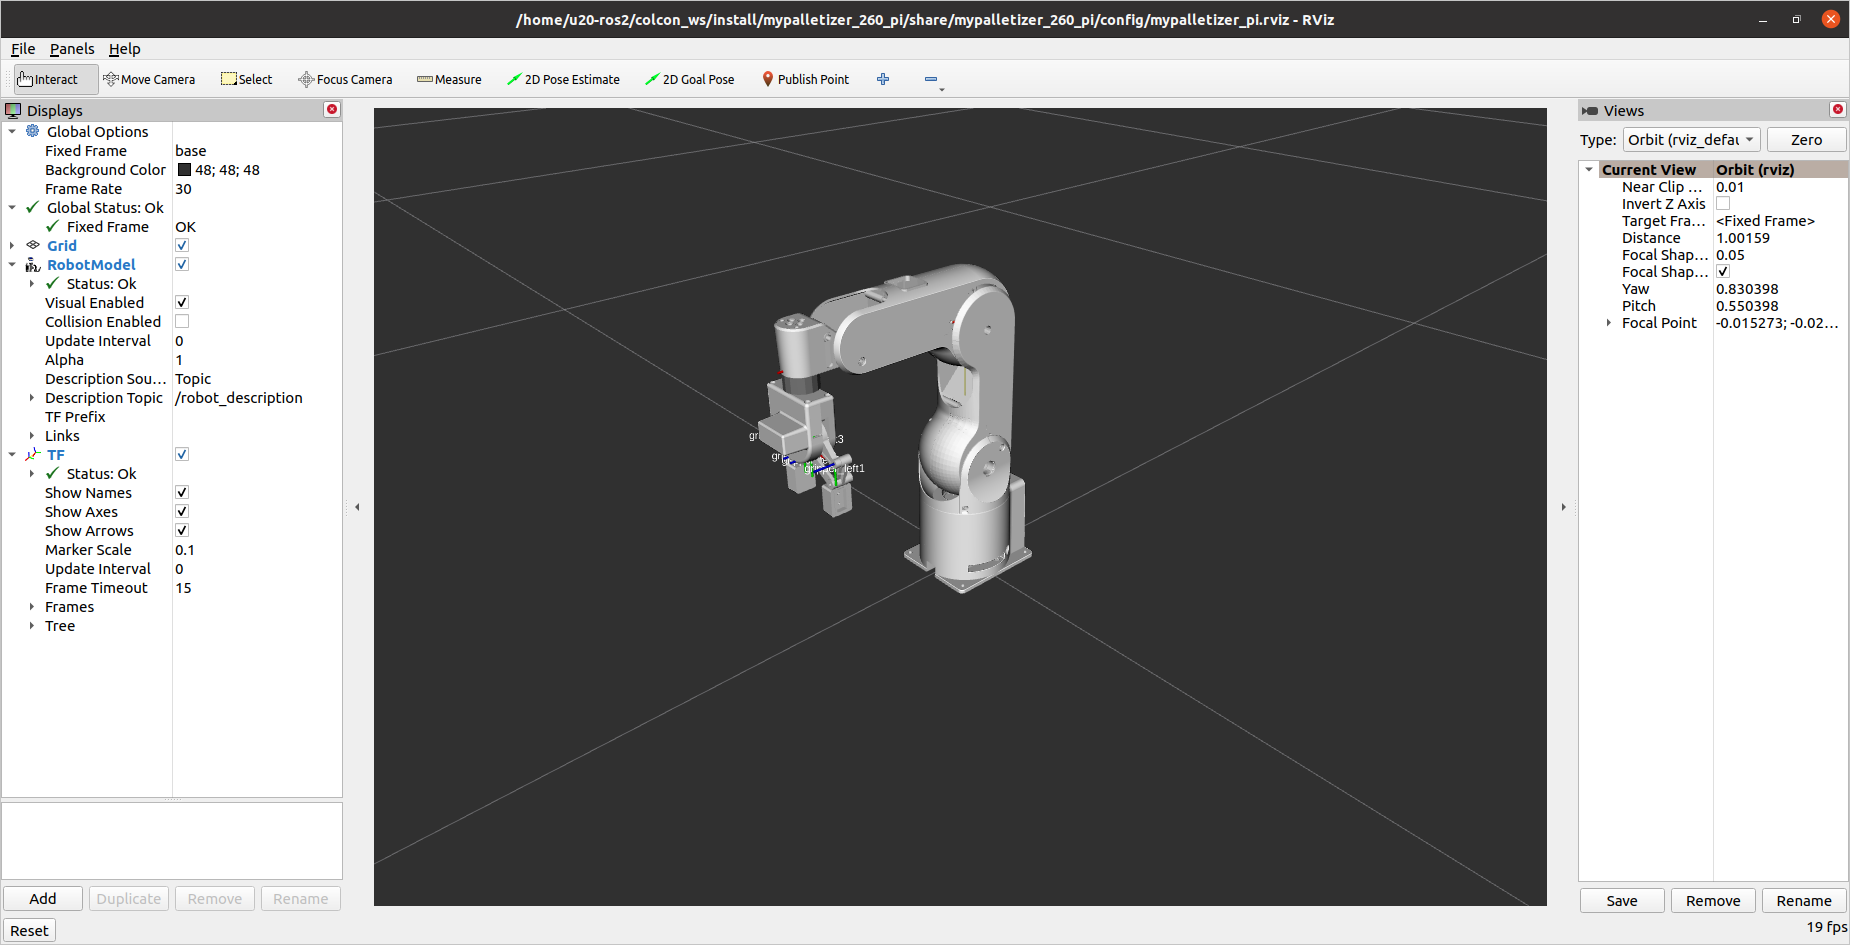 /home/u20-ros2/colcon_ws/install/mypalletizer_260_pi/share/mypalletizer_260_pi/config/mypalletizer_pi.rviz - RViz
File Panels Help
Interact Move Camera Select Focus Camera Measure 2D Pose Estimate 2D Goal Pose Publish Point
Displays
Global Options
Fixed Frame base
Background Color 48; 48; 48
Frame Rate 30
Global Status: Ok
Fixed Frame OK
Grid
RobotModel
Status: Ok
Visual Enabled
Collision Enabled
Update Interval 0
Alpha 1
Description Sou... Topic
Description Topic /robot_description
TF Prefix
Links
TF
Status: Ok
Show Names
Show Axes
Show Arrows
Marker Scale 0.1
Update Interval 0
Frame Timeout 15
Frames
Tree
Add Duplicate Remove Rename
Reset
left1
Views
Type: Orbit (rviz_defau Zero
Current View Orbit (rviz)
Near Clip ... 0.01
Invert Z Axis
Target Fra... <Fixed Frame>
Distance 1.00159
Focal Shap... 0.05
Focal Shap...
Yaw 0.830398
Pitch 0.550398
Focal Point -0.015273; -0.02...
Save Remove Rename
19 fps